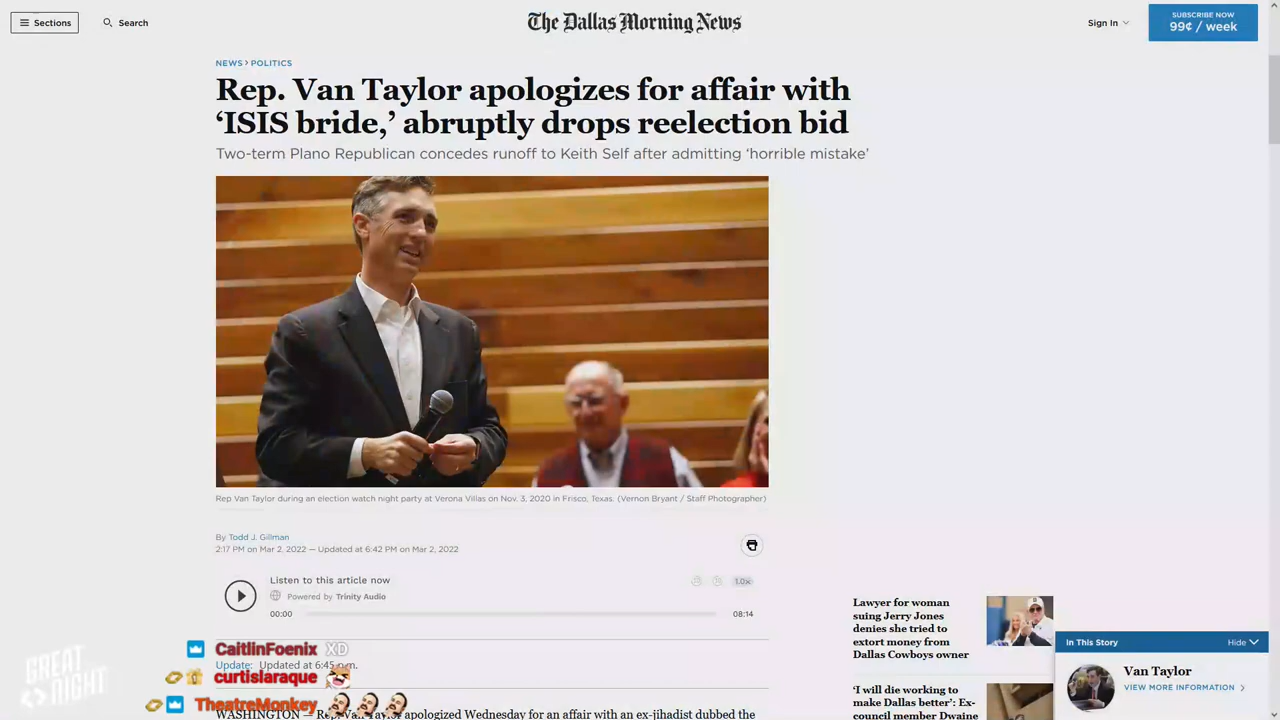 Sections
Search
The Dallas Morning News
Sign In
SUBSCRIBE NOW
99¢ / week
NEWS > POLITICS
Rep. Van Taylor apologizes for affair with
‘ISIS bride,’ abruptly drops reelection bid
Two-term Plano Republican concedes runoff to Keith Self after admitting ‘horrible mistake’
Rep Van Taylor during an election watch night party at Verona Villas on Nov. 3, 2020 in Frisco, Texas. (Vernon Bryant / Staff Photographer)
By Todd J. Gillman
2:17 PM on Mar 2, 2022 — Updated at 6:42 PM on Mar 2, 2022
Listen to this article now
1.0x
Powered by Trinity Audio
00:00
08:14
Lawyer for woman
suing Jerry Jones
denies she tried to
extort money from
Dallas Cowboys owner
In This Story
Hide
Van Taylor
VIEW MORE INFORMATION >
‘I will die working to
make Dallas better’: Ex-
council member Dwaine
GREAT
NIGHT
CaitlinFoenix XD
Update: Updated at 6:45 p.m.
curtislaraque
TheatreMonkey
WASHINGTON — Rep. Van Taylor apologized Wednesday for an affair with an ex-jihadist dubbed the